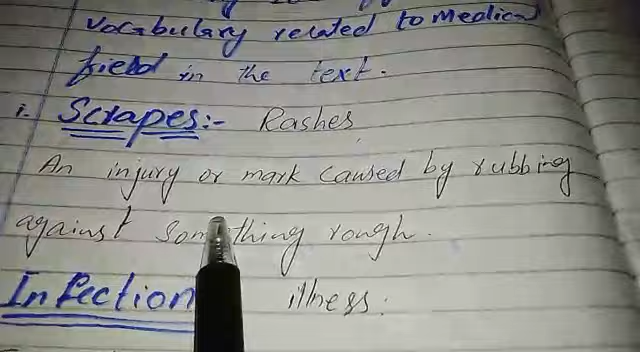 vocabulary related to Medical
field in the text.
i. Scrapes:- Rashes
An injury or mark caused by rubbing
against something rough.
Infection illness: